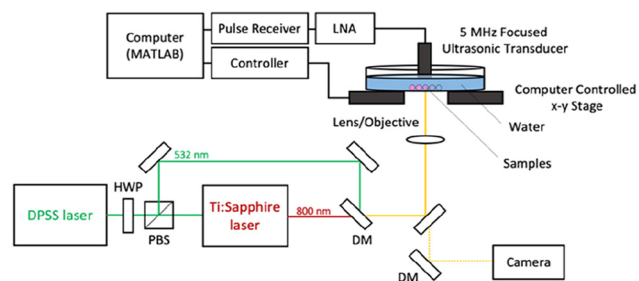 Computer
(MATLAB)
Pulse Receiver
LNA
Controller
5 MHz Focused
Ultrasonic Transducer
Computer Controlled
x-y Stage
Lens/Objective
Water
Samples
532 nm
HWP
DPSS laser
PBS
Ti:Sapphire
laser
800 nm
DM
DM
Camera